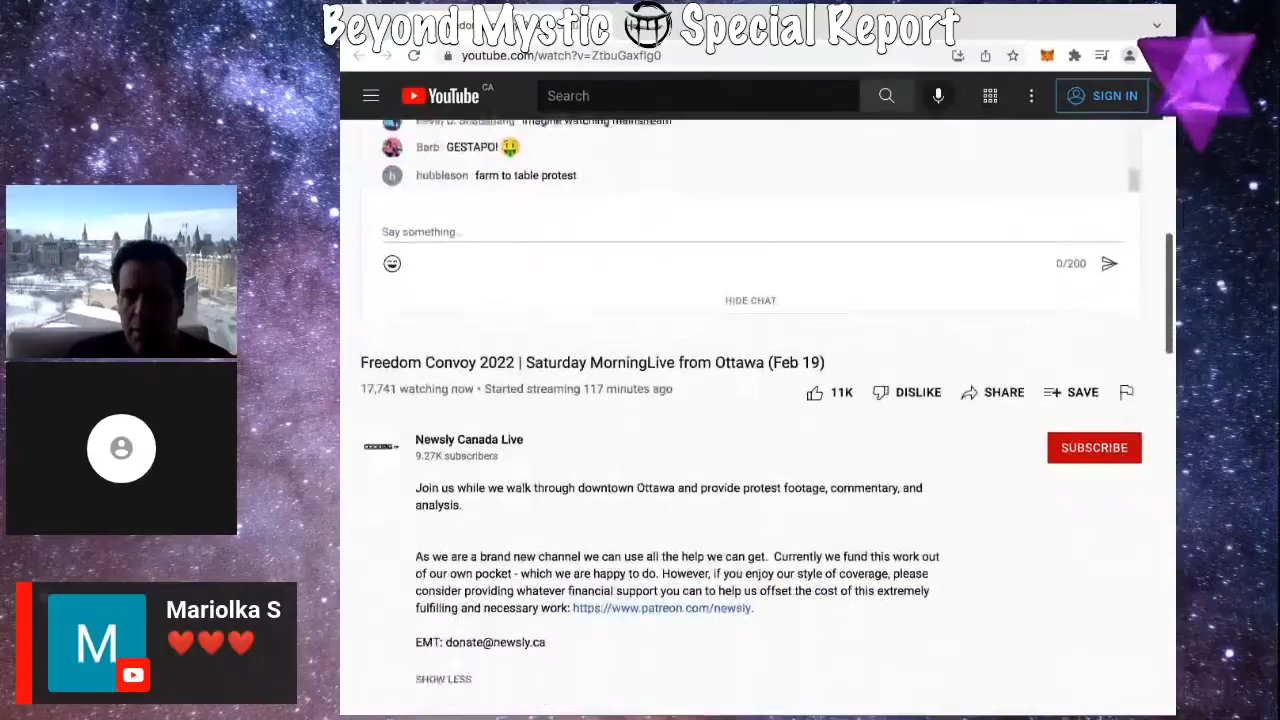 Beyond Mystic Special Report
youtube.com/watch?v=ZtbuGaxfIg0
YouTube CA
Search
SIGN IN
imagine watching mainstream
Barb GESTAPO!
h hubbleson farm to table protest
Say something...
0/200
HIDE CHAT
Freedom Convoy 2022 | Saturday MorningLive from Ottawa (Feb 19)
17,741 watching now • Started streaming 117 minutes ago
11K DISLIKE SHARE SAVE
Newsly Canada Live
9.27K subscribers
SUBSCRIBE
Join us while we walk through downtown Ottawa and provide protest footage, commentary, and
analysis.
As we are a brand new channel we can use all the help we can get. Currently we fund this work out
of our own pocket - which we are happy to do. However, if you enjoy our style of coverage, please
consider providing whatever financial support you can to help us offset the cost of this extremely
fulfilling and necessary work: https://www.patreon.com/newsly.
EMT: donate@newsly.ca
SHOW LESS
M
Mariolka S